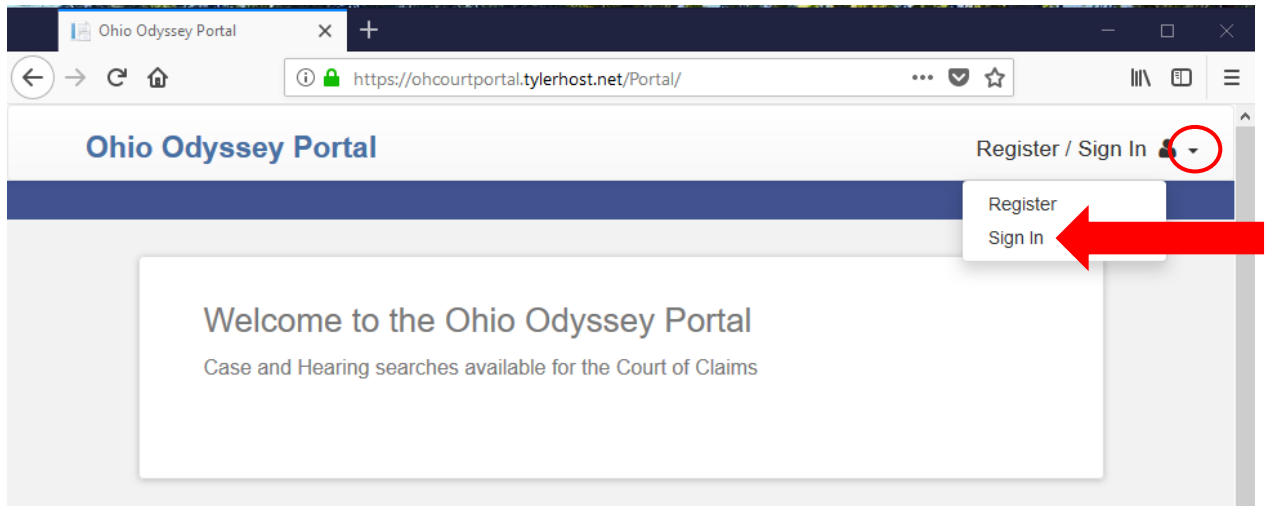 Ohio Odyssey Portal
https://ohcourtportal.tylerhost.net/Portal/
Ohio Odyssey Portal
Register / Sign In
Register
Sign In
Welcome to the Ohio Odyssey Portal
Case and Hearing searches available for the Court of Claims